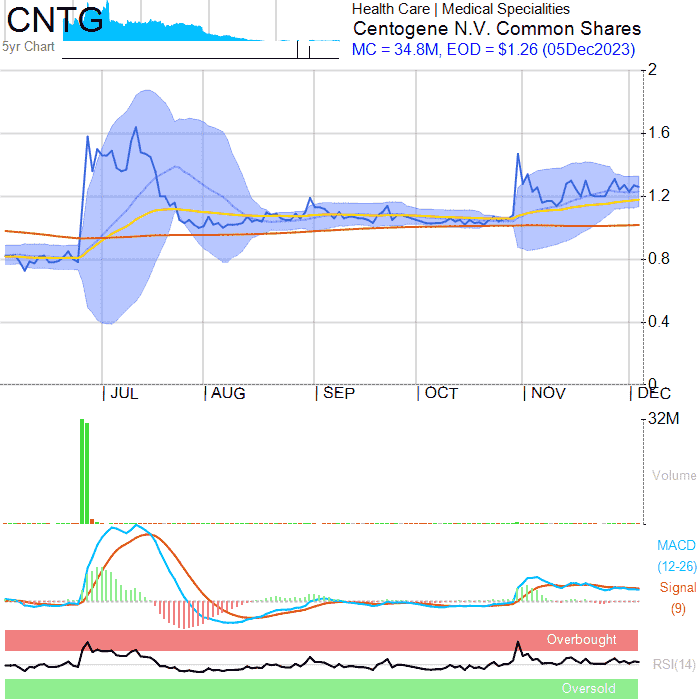 CNTG
5yr Chart
Health Care | Medical Specialities
Centogene N.V. Common Shares
MC = 34.8M, EOD = $1.26 (05Dec2023)
2
1.6
1.2
0.8
0.4
0
JUL
AUG
SEP
OCT
NOV
DEC
32M
Volume
MACD
(12-26)
Signal
(9)
Overbought
RSI(14)
Oversold